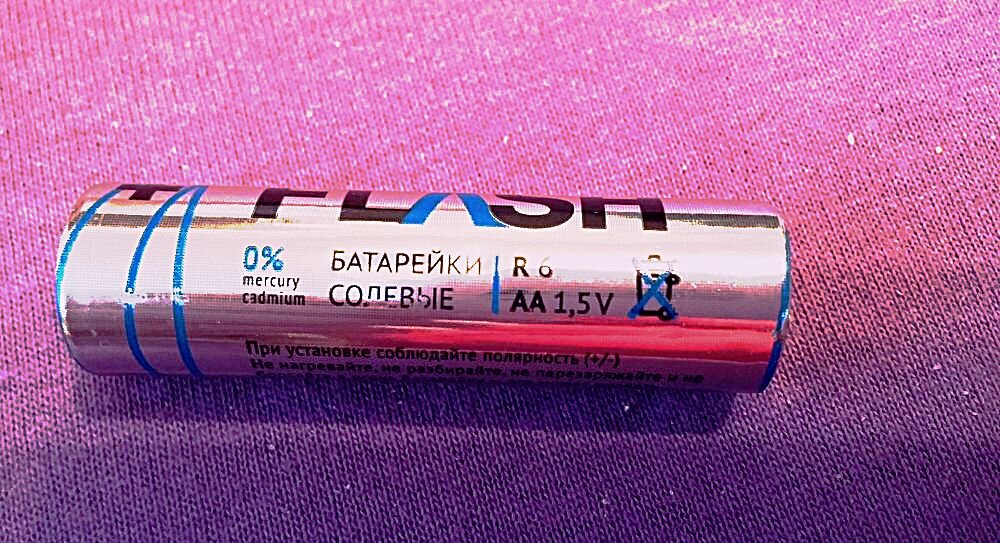 FLASH
0%
mercury
cadmium
БАТАРЕЙКИ
СОЛЕВЫЕ
R 6
AA 1,5V
При установке соблюдайте полярность (+/-)
Не нагревайте, не разбирайте, не перезаряжайте и не